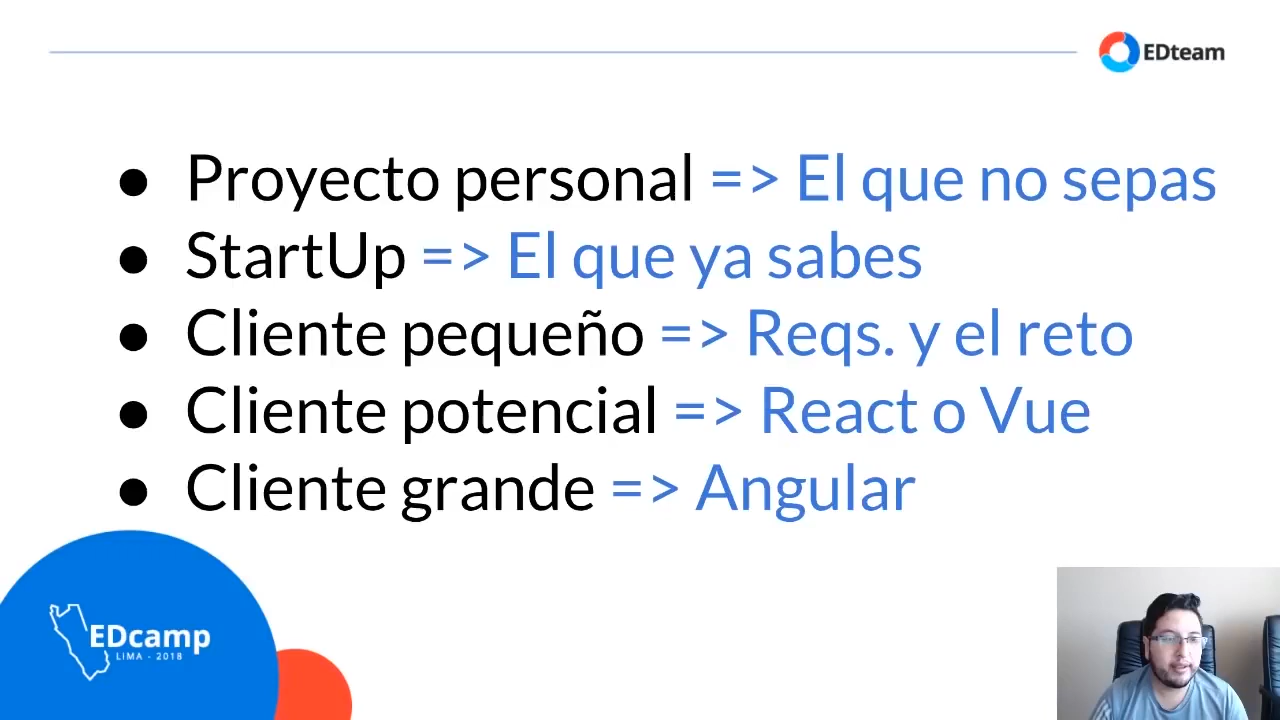 EDteam
● Proyecto personal => El que no sepas
● StartUp => El que ya sabes
● Cliente pequeño => Reqs. y el reto
● Cliente potencial => React o Vue
● Cliente grande => Angular
EDcamp
LIMA - 2018